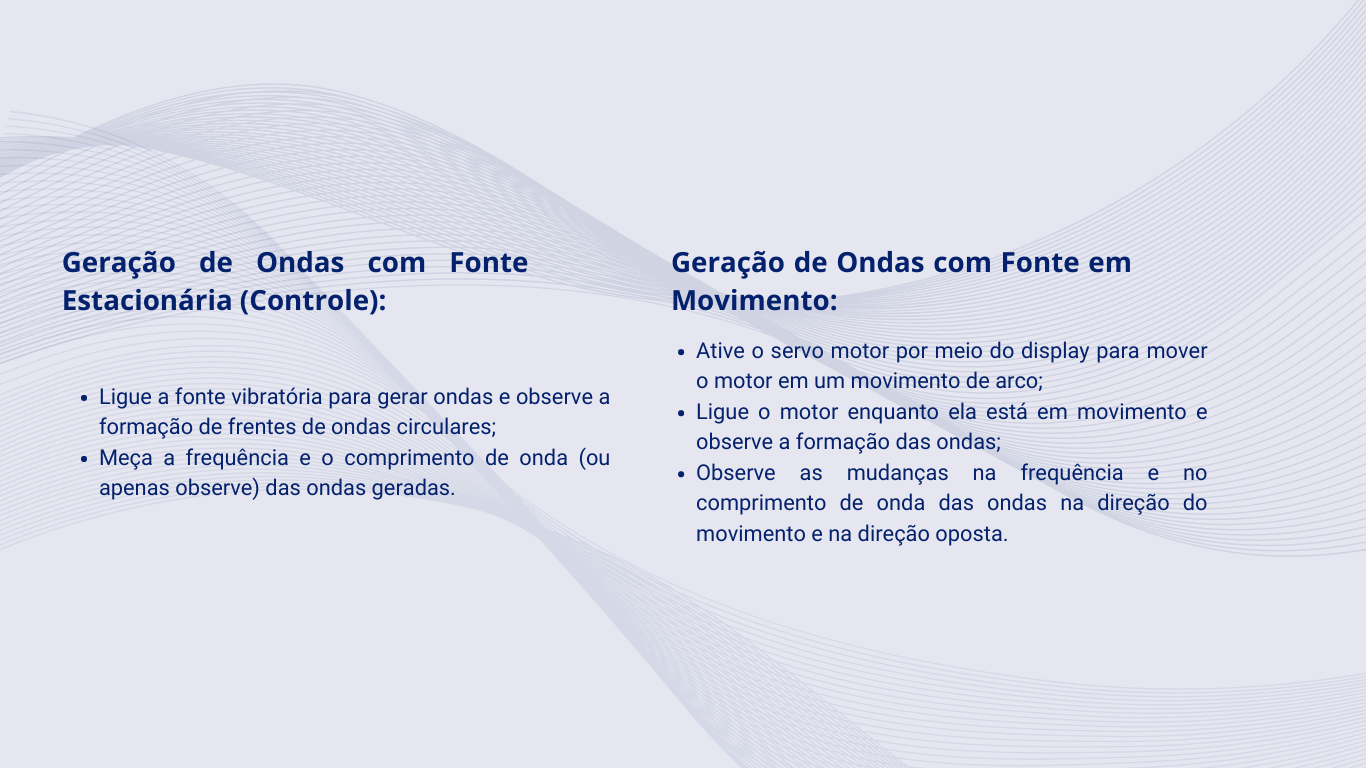 Geração de Ondas com Fonte
Estacionária (Controle):
• Ligue a fonte vibratória para gerar ondas e observe a
formação de frentes de ondas circulares;
• Meça a frequência e o comprimento de onda (ou
apenas observe) das ondas geradas.
Geração de Ondas com Fonte em
Movimento:
• Ative o servo motor por meio do display para mover
o motor em um movimento de arco;
• Ligue o motor enquanto ela está em movimento e
observe a formação das ondas;
• Observe as mudanças na frequência e no
comprimento de onda das ondas na direção do
movimento e na direção oposta.